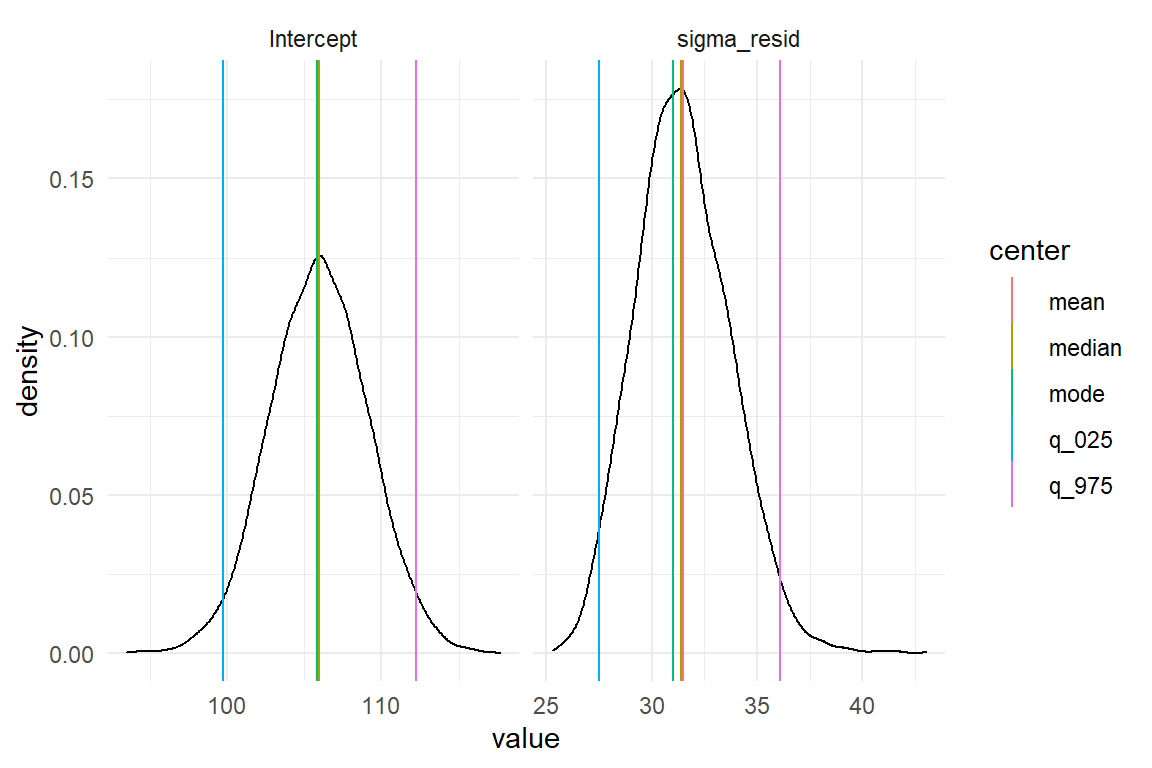 Intercept
sigma_resid
density
0.15
0.10
0.05
0.00
100
110
25
30
35
40
value
center
mean
median
mode
q_025
q_975